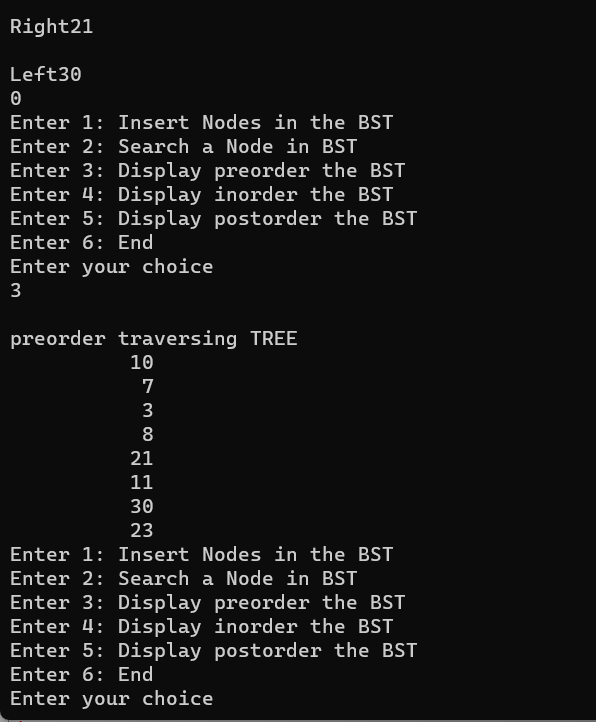 Right21
Left30
0
Enter 1: Insert Nodes in the BST
Enter 2: Search a Node in BST
Enter 3: Display preorder the BST
Enter 4: Display inorder the BST
Enter 5: Display postorder the BST
Enter 6: End
Enter your choice
3
preorder traversing TREE
10
7
3
8
21
11
30
23
Enter 1: Insert Nodes in the BST
Enter 2: Search a Node in BST
Enter 3: Display preorder the BST
Enter 4: Display inorder the BST
Enter 5: Display postorder the BST
Enter 6: End
Enter your choice